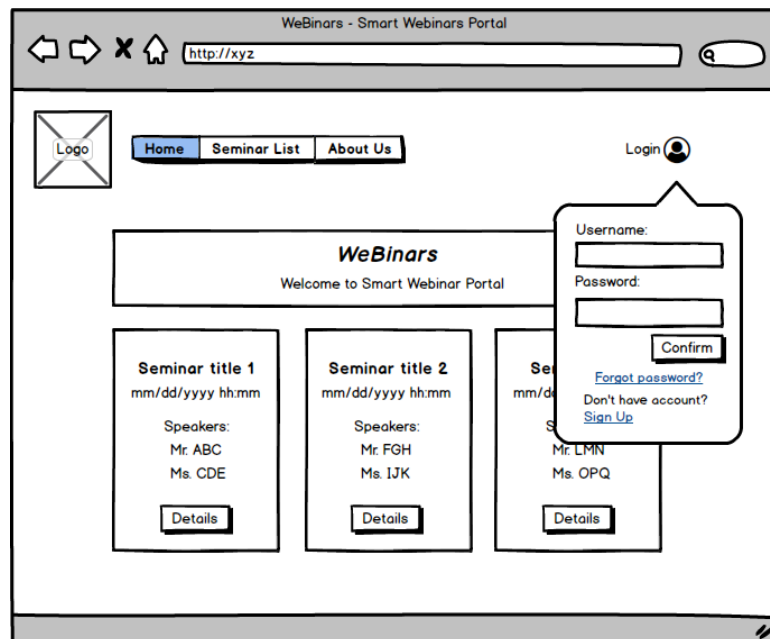 WeBinars - Smart Webinars Portal
http://xyz
Logo
Home Seminar List About Us
Login
Username:
Password:
Confirm
Forgot password?
Don't have account?
Sign Up
WeBinars
Welcome to Smart Webinar Portal
Seminar title 1
mm/dd/yyyy hh:mm
Speakers:
Mr. ABC
Ms. CDE
Details
Seminar title 2
mm/dd/yyyy hh:mm
Speakers:
Mr. FGH
Ms. IJK
Details
Mr. LMN
Ms. OPQ
Details